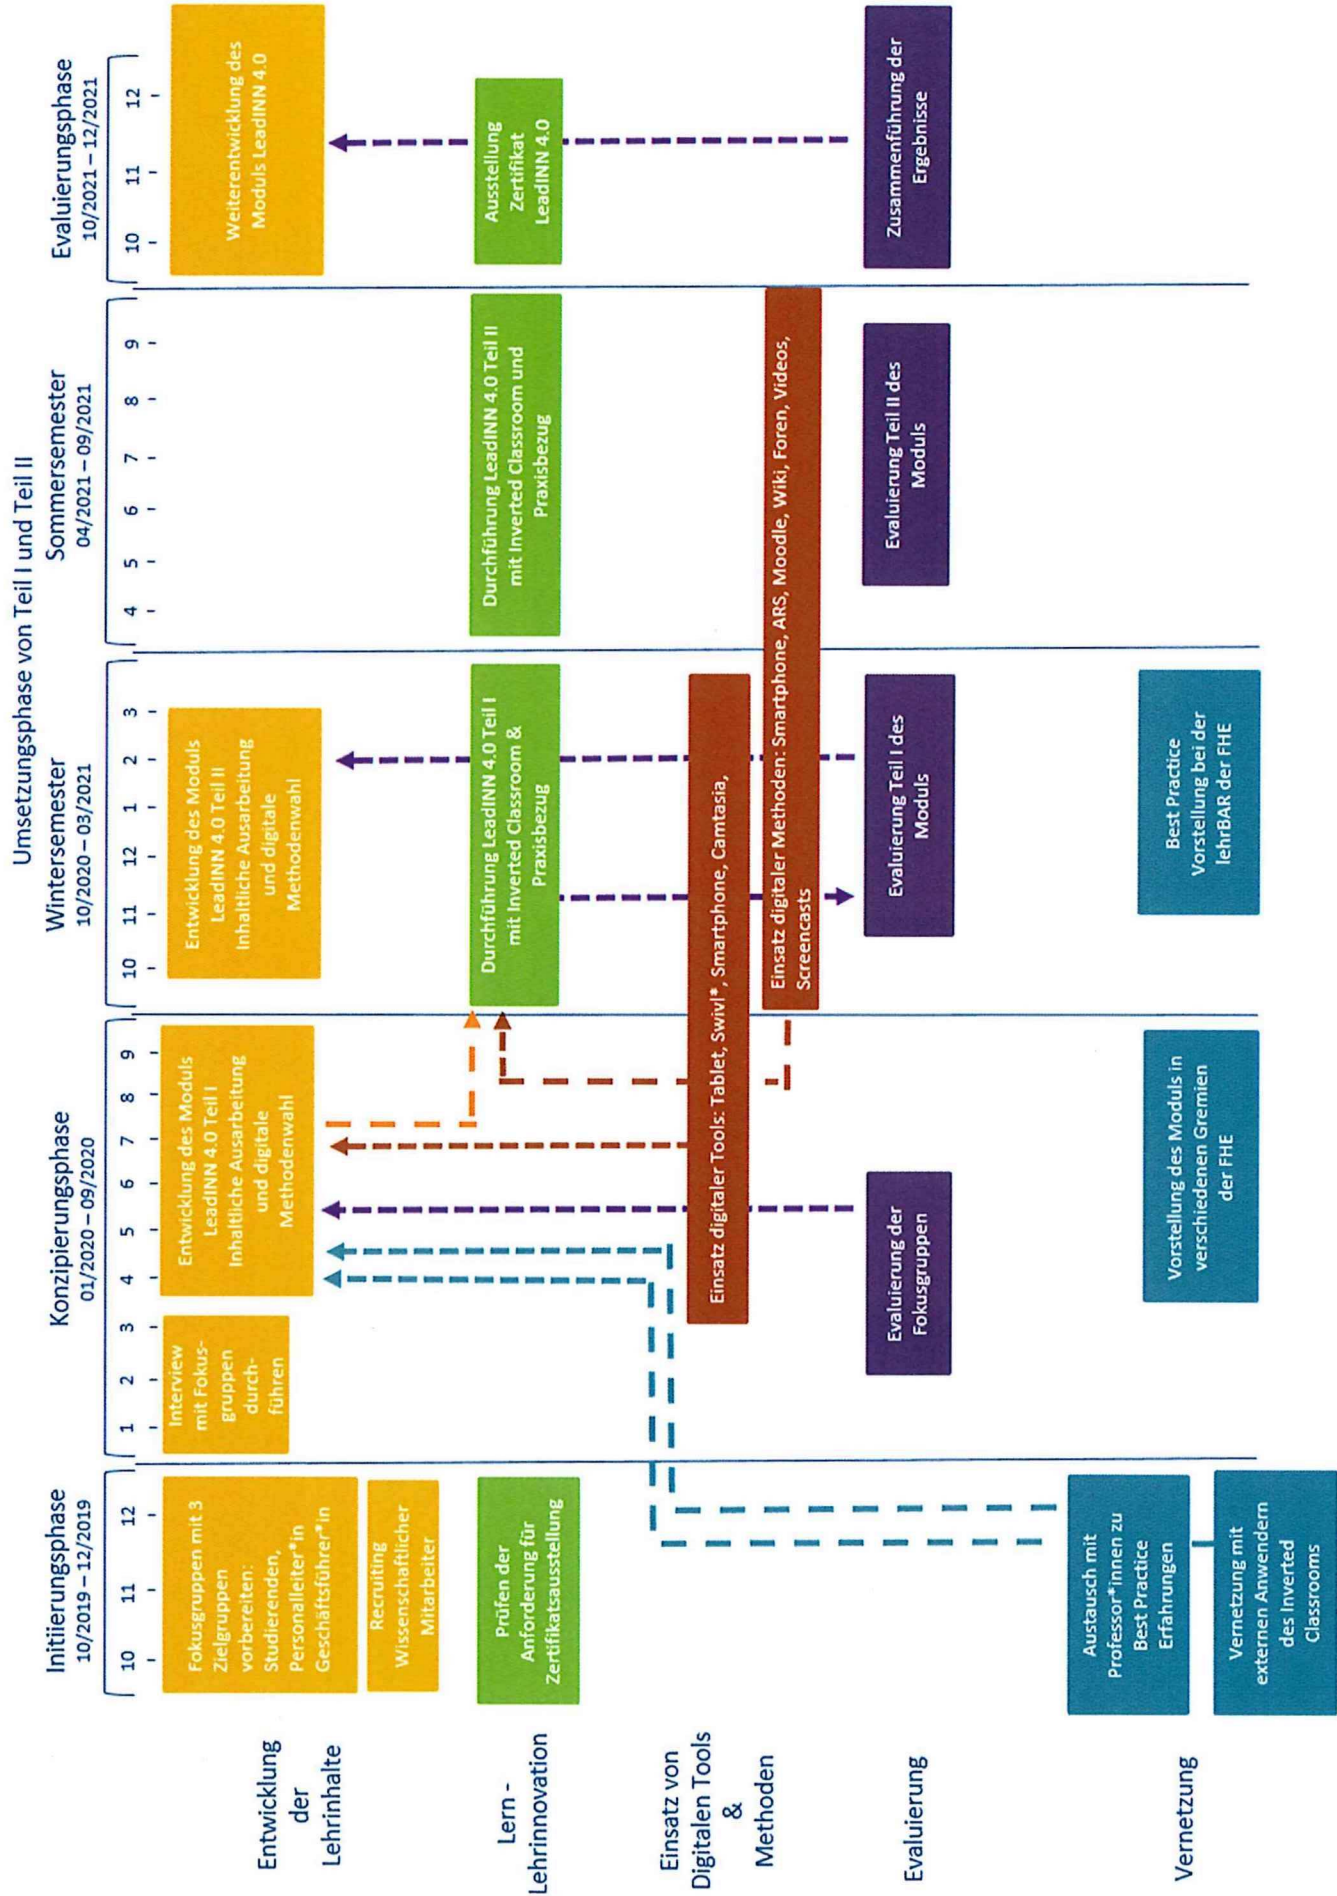 Umsetzungsphase von Teil I und Teil II
Initiierungsphase
10/2019 – 12/2019
Konzipierungsphase
01/2020 – 09/2020
Wintersemester
10/2020 – 03/2021
Sommersemester
04/2021 – 09/2021
Evaluierungsphase
10/2021 – 12/2021
10 11 12
1 2 3 4 5 6 7 8 9
10 11 12 1 2 3
4 5 6 7 8 9
10 11 12
Entwicklung
der
Lehrinhalte
Fokusgruppen mit 3
Zielgruppen
vorbereiten:
Studierenden,
Personalleiter*in
Geschäftsführer*in
Recruiting
Wissenschaftlicher
Mitarbeiter
Interview
mit Fokus-
gruppen
durch-
führen
Entwicklung des Moduls
LeadINN 4.0 Teil I
Inhaltliche Ausarbeitung
und digitale
Methodenwahl
Entwicklung des Moduls
LeadINN 4.0 Teil II
Inhaltliche Ausarbeitung
und digitale
Methodenwahl
Weiterentwicklung des
Moduls LeadINN 4.0
Lern -
Lehrinnovation
Prüfen der
Anforderung für
Zertifikatsausstellung
Durchführung LeadINN 4.0 Teil I
mit Inverted Classroom &
Praxisbezug
Durchführung LeadINN 4.0 Teil II
mit Inverted Classroom und
Praxisbezug
Ausstellung
Zertifikat
LeadINN 4.0
Einsatz von
Digitalen Tools
&
Methoden
Einsatz digitaler Tools: Tablet, Swivl*, Smartphone, Camtasia,
Einsatz digitaler Methoden: Smartphone, ARS, Moodle, Wiki, Foren, Videos,
Screencasts
Evaluierung
Evaluierung der
Fokusgruppen
Evaluierung Teil I des
Moduls
Evaluierung Teil II des
Moduls
Zusammenführung der
Ergebnisse
Vernetzung
Austausch mit
Professor*innen zu
Best Practice
Erfahrungen
Vernetzung mit
externen Anwendern
des Inverted
Classrooms
Vorstellung des Moduls in
verschiedenen Gremien
der FHE
Best Practice
Vorstellung bei der
lehrBAR der FHE